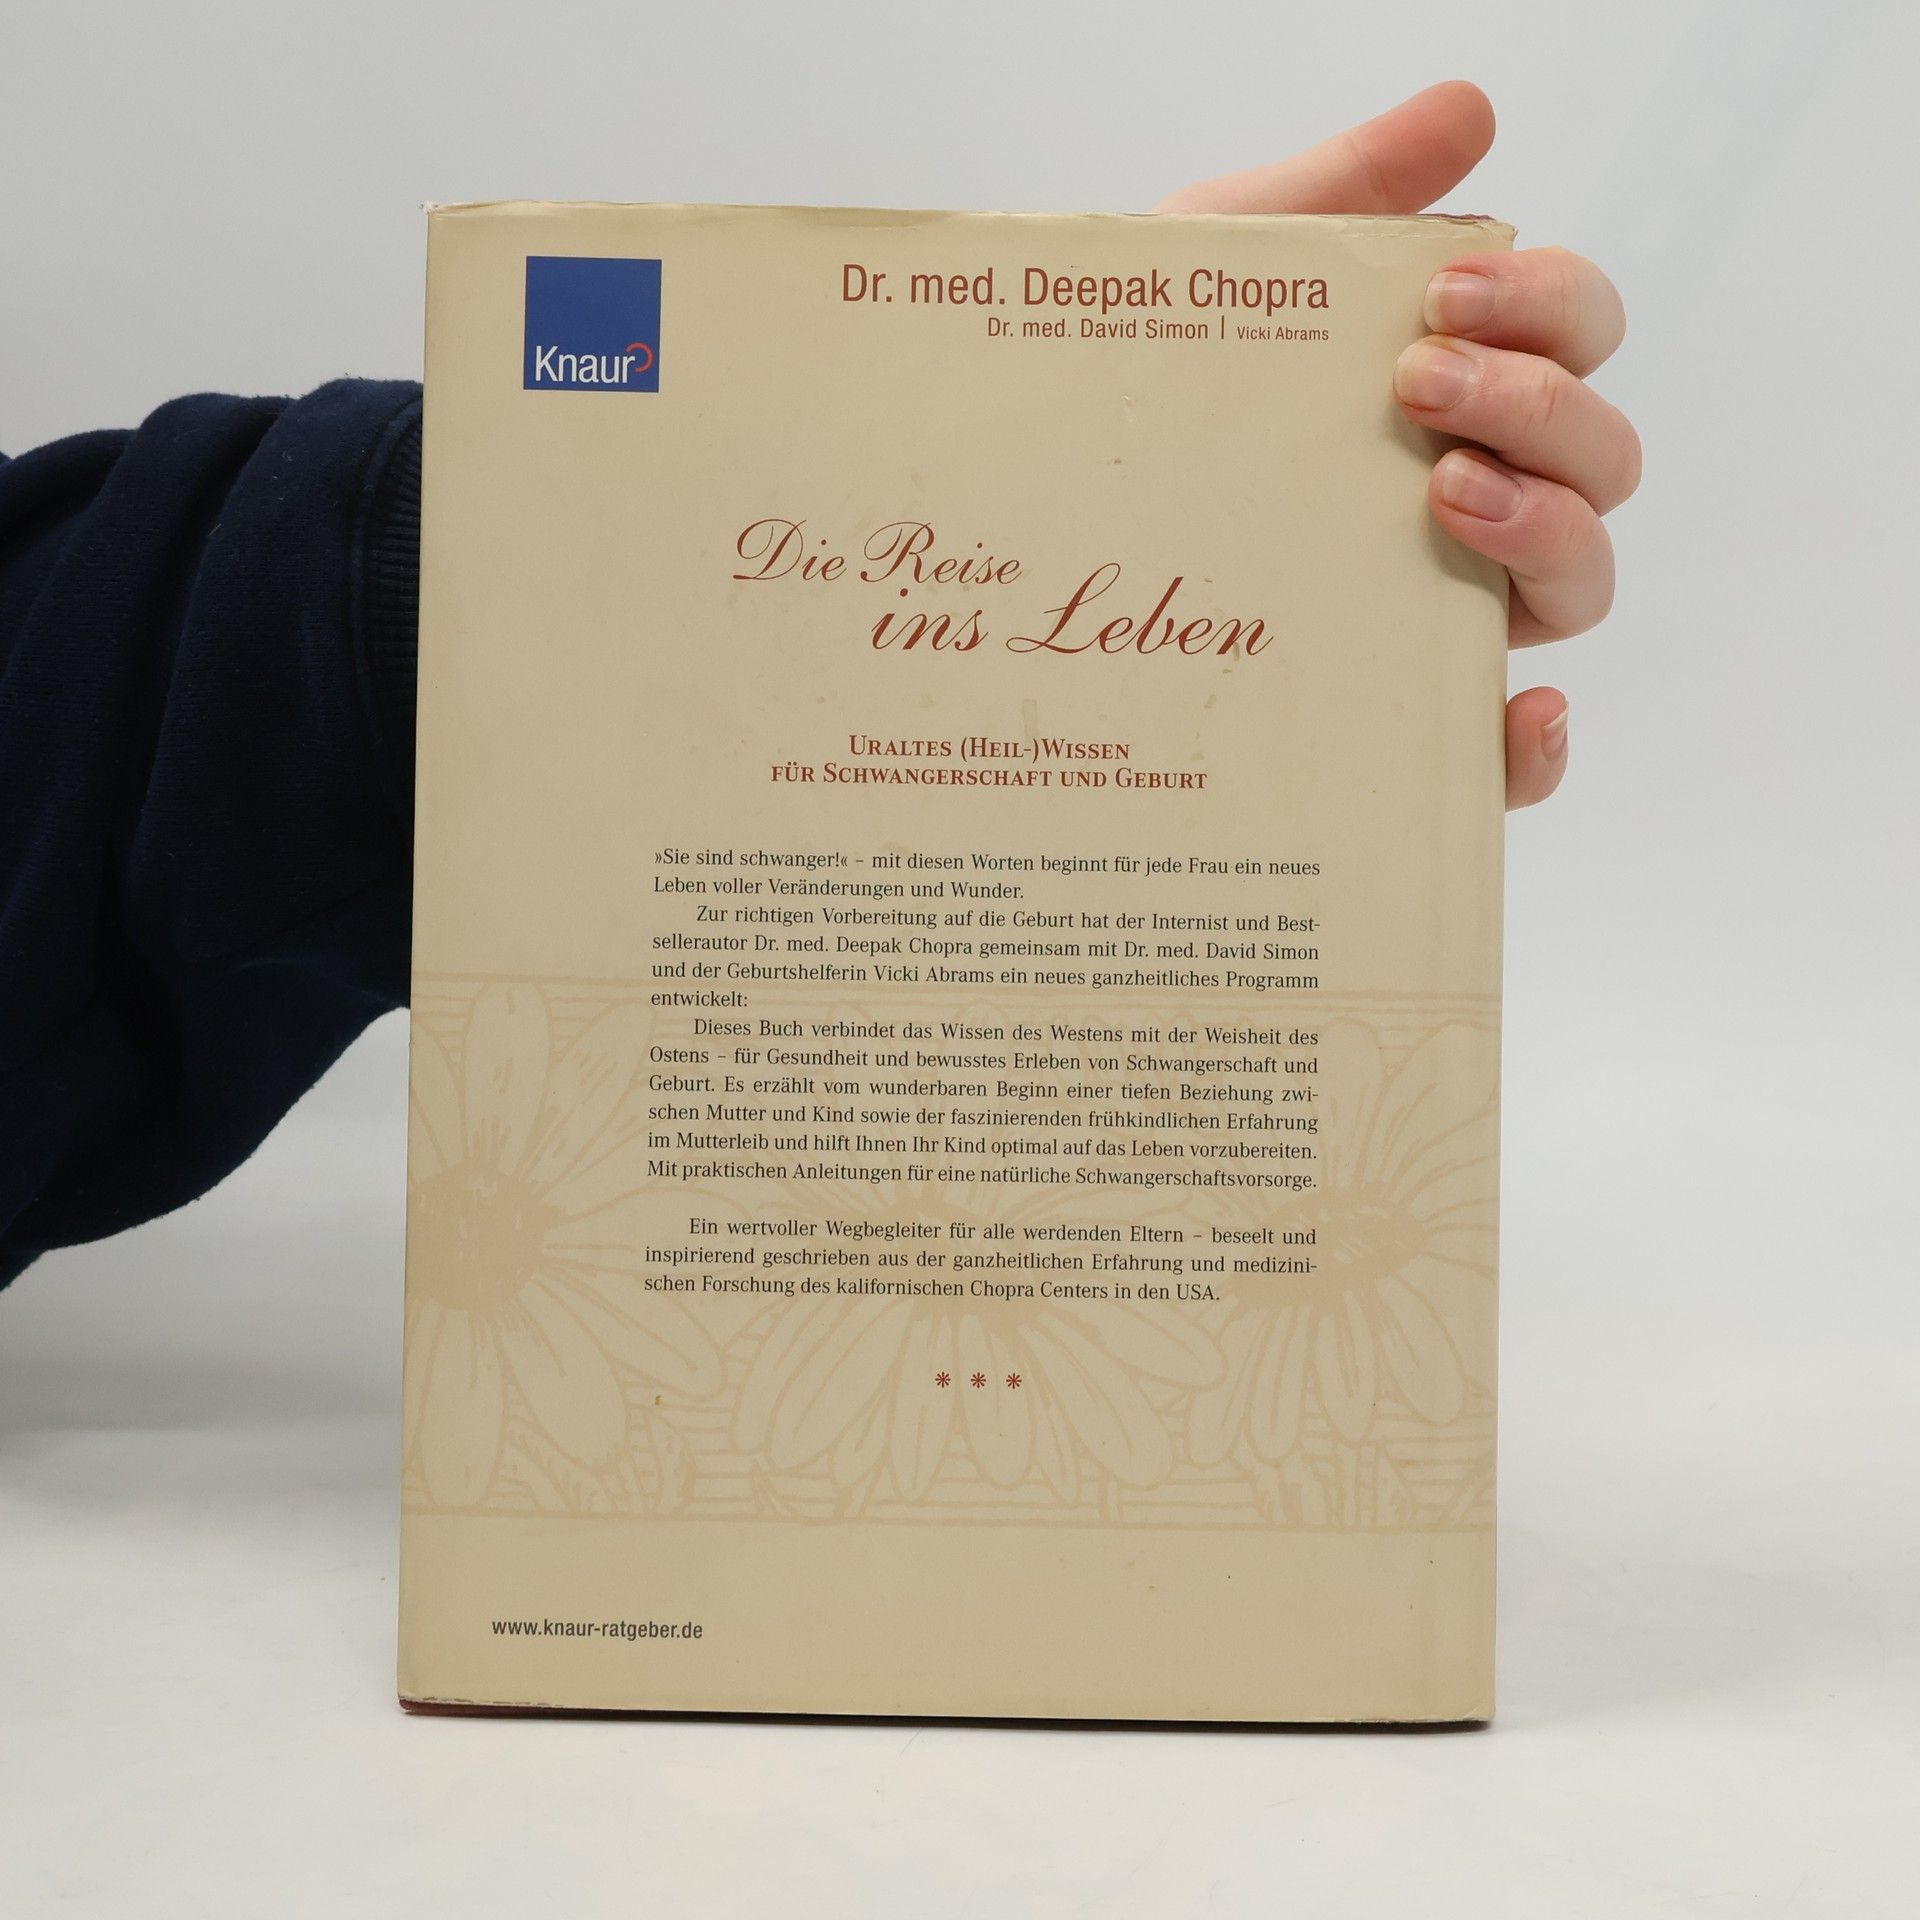 Knaur
Dr. med. Deepak Chopra
Dr. med. David Simon | Vicki Abrams
Die Reise
ins Leben
URALTES (HEIL-)WISSEN
FÜR SCHWANGERSCHAFT UND GEBURT
»Sie sind schwanger!« – mit diesen Worten beginnt für jede Frau ein neues
Leben voller Veränderungen und Wunder.
Zur richtigen Vorbereitung auf die Geburt hat der Internist und Best-
sellerautor Dr. med. Deepak Chopra gemeinsam mit Dr. med. David Simon
und der Geburtshelferin Vicki Abrams ein neues ganzheitliches Programm
entwickelt:
Dieses Buch verbindet das Wissen des Westens mit der Weisheit des
Ostens – für Gesundheit und bewusstes Erleben von Schwangerschaft und
Geburt. Es erzählt vom wunderbaren Beginn einer tiefen Beziehung zwi-
schen Mutter und Kind sowie der faszinierenden frühkindlichen Erfahrung
im Mutterleib und hilft Ihnen Ihr Kind optimal auf das Leben vorzubereiten.
Mit praktischen Anleitungen für eine natürliche Schwangerschaftsvorsorge.
Ein wertvoller Wegbegleiter für alle werdenden Eltern – beseelt und
inspirierend geschrieben aus der ganzheitlichen Erfahrung und medizini-
schen Forschung des kalifornischen Chopra Centers in den USA.
* * *
www.knaur-ratgeber.de